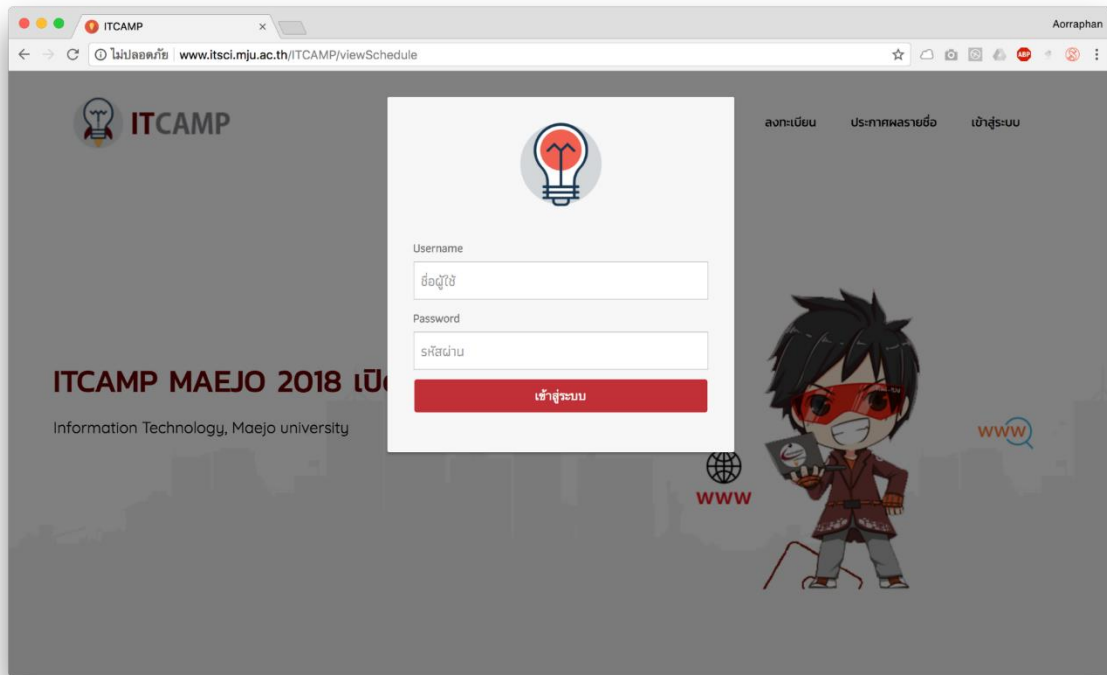 ITCAMP
Aorraphan
ไม่ปลอดภัย www.itsci.mju.ac.th/ITCAMP/viewSchedule
ABP
ITCAMP
ลงทะเบียน ประกาศผลรายชื่อ เข้าสู่ระบบ
Username
ชื่อผู้ใช้
Password
รหัสผ่าน
เข้าสู่ระบบ
ITCAMP MAEJO 2018 เปิ
Information Technology, Maejo university
www
www